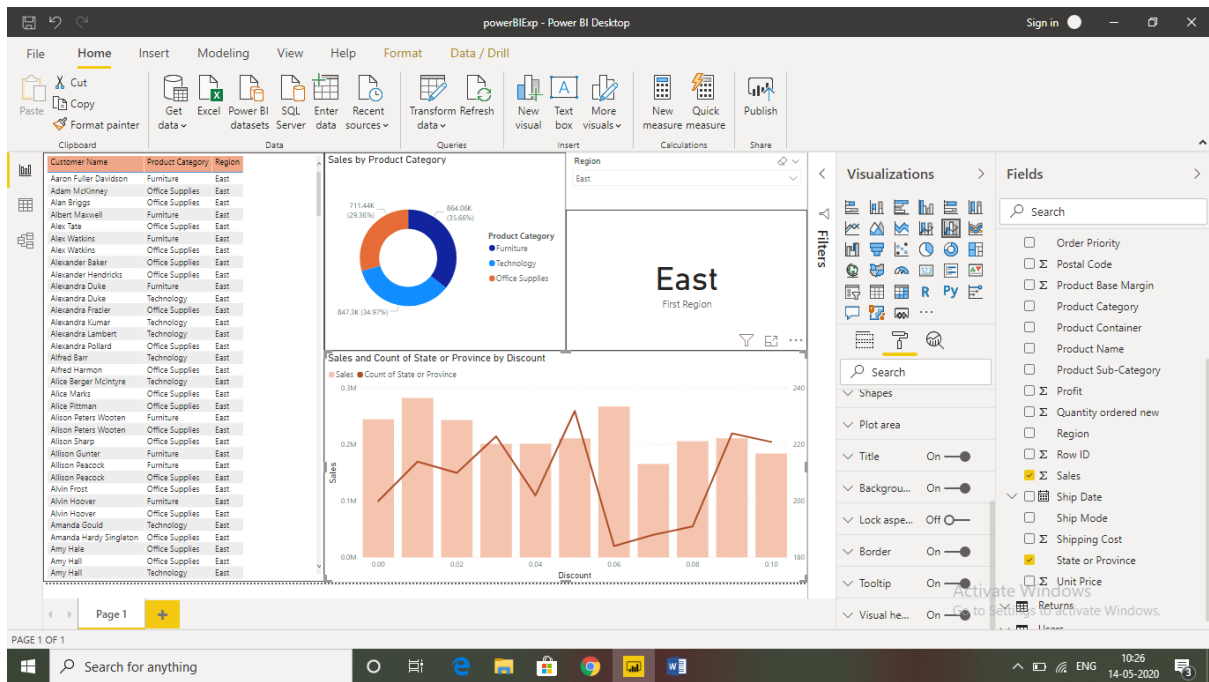 powerBIExp - Power BI Desktop
Sign in
File Home Insert Modeling View Help Format Data / Drill
Paste
Cut
Copy
Format painter
Clipboard
Get data
Excel
Power BI datasets
SQL Server
Enter data
Recent sources
Data
Transform data
Refresh
Queries
New visual
Text box
More visuals
Insert
New measure
Quick measure
Calculations
Publish
Share
Customer Name Product Category Region
Aaron Fuller Davidson Furniture East
Adam McKinney Office Supplies East
Alan Briggs Office Supplies East
Albert Maxwell Furniture East
Alex Tate Office Supplies East
Alex Watkins Furniture East
Alex Watkins Office Supplies East
Alexander Baker Office Supplies East
Alexander Hendricks Office Supplies East
Alexandra Duke Furniture East
Alexandra Duke Technology East
Alexandra Frazier Office Supplies East
Alexandra Kumar Technology East
Alexandra Lambert Technology East
Alexandra Pollard Office Supplies East
Alfred Barr Technology East
Alfred Harmon Office Supplies East
Alice Berger McIntyre Technology East
Alice Marks Office Supplies East
Alice Pittman Office Supplies East
Alison Peters Wooten Furniture East
Alison Peters Wooten Office Supplies East
Alison Sharp Office Supplies East
Allison Gunter Furniture East
Allison Peacock Furniture East
Allison Peacock Office Supplies East
Alvin Frost Office Supplies East
Alvin Hoover Furniture East
Alvin Hoover Office Supplies East
Amanda Gould Technology East
Amanda Hardy Singleton Office Supplies East
Amy Hale Office Supplies East
Amy Hall Office Supplies East
Amy Hall Technology East
Sales by Product Category
711.44K
(29.36%)
864.06K
(35.66%)
847.3K (34.97%)
Product Category
Furniture
Technology
Office Supplies
Region
East
East
First Region
Sales and Count of State or Province by Discount
Sales Count of State or Province
0.3M
0.2M
0.1M
0.0M
Sales
240
220
200
180
0.00 0.02 0.04 0.06 0.08 0.10
Discount
Filters
Visualizations
R Py
123
Search
Shapes
Plot area
Title On
Backgrou... On
Lock aspe... Off
Border On
Tooltip On
Visual he... On
Fields
Search
Order Priority
Σ Postal Code
Σ Product Base Margin
Product Category
Product Container
Product Name
Product Sub-Category
Σ Profit
Σ Quantity ordered new
Region
Σ Row ID
Σ Sales
Ship Date
Ship Mode
Σ Shipping Cost
State or Province
Σ Unit Price
Returns
Users
Activate Windows
Go to Settings to activate Windows.
Page 1
PAGE 1 OF 1
Search for anything
ENG
10:26
14-05-2020
3